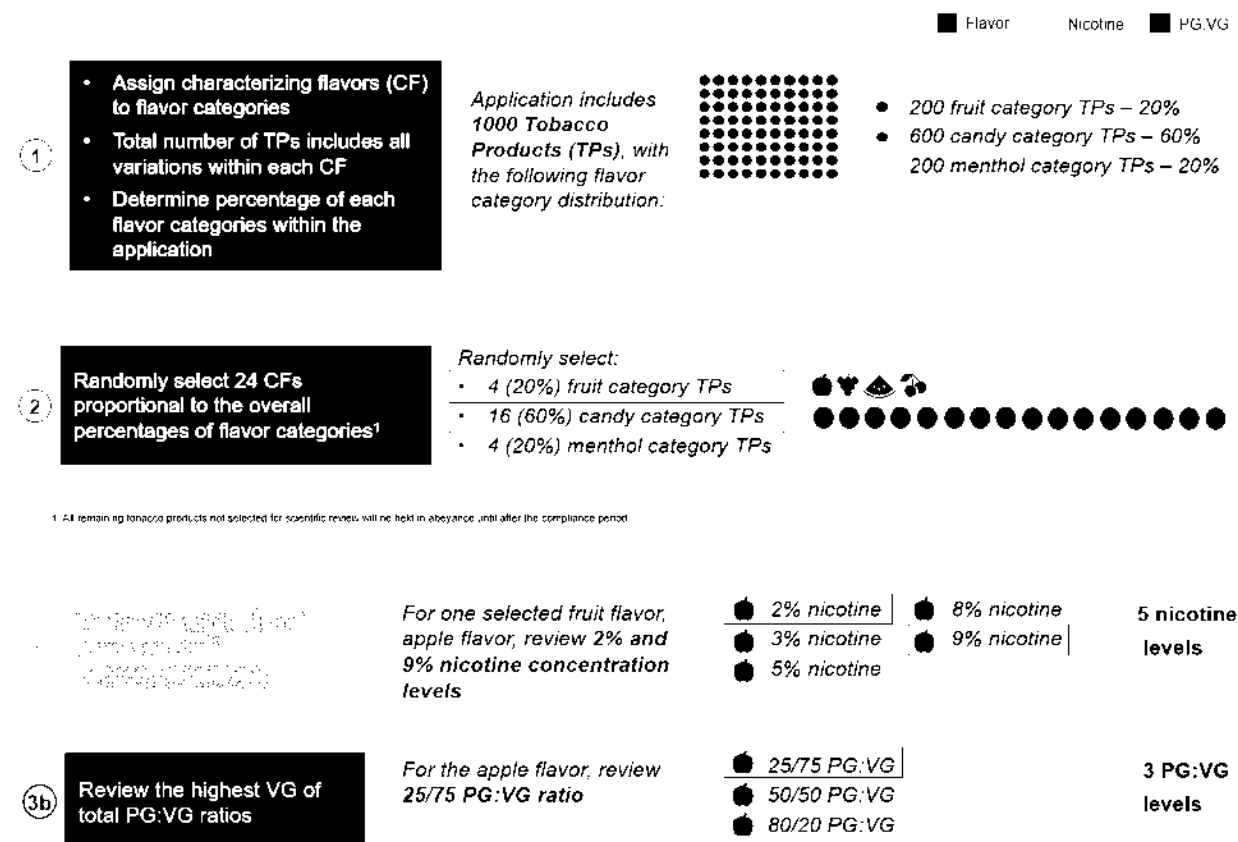 Flavor Nicotine PG:VG
1
• Assign characterizing flavors (CF)
to flavor categories
• Total number of TPs includes all
variations within each CF
• Determine percentage of each
flavor categories within the
application
Application includes
1000 Tobacco
Products (TPs), with
the following flavor
category distribution:
• 200 fruit category TPs – 20%
• 600 candy category TPs – 60%
200 menthol category TPs – 20%
2
Randomly select 24 CFs
proportional to the overall
percentages of flavor categories¹
Randomly select:
• 4 (20%) fruit category TPs
• 16 (60%) candy category TPs
• 4 (20%) menthol category TPs
1 All remaining tobacco products not selected for scientific review will be held in abeyance until after the compliance period
For one selected fruit flavor,
apple flavor, review 2% and
9% nicotine concentration
levels
2% nicotine 8% nicotine
3% nicotine 9% nicotine
5% nicotine
5 nicotine
levels
3b
Review the highest VG of
total PG:VG ratios
For the apple flavor, review
25/75 PG:VG ratio
25/75 PG:VG
50/50 PG:VG
80/20 PG:VG
3 PG:VG
levels